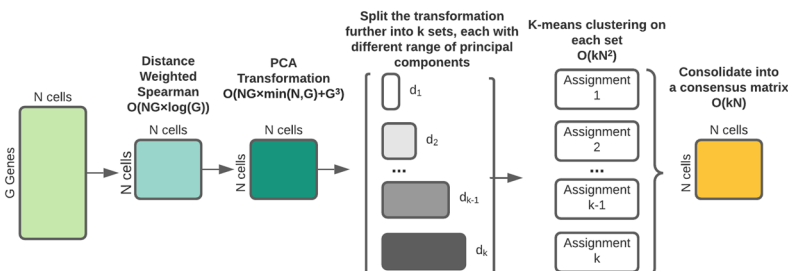 N cells
G Genes
Distance
Weighted
Spearman
O(NG×log(G))
N cells
N cells
PCA
Transformation
O(NG×min(N,G)+G³)
N cells
N cells
Split the transformation
further into k sets, each with
different range of principal
components
d₁
d₂
...
dₖ₋₁
dₖ
K-means clustering on
each set
O(kN²)
Assignment
1
Assignment
2
...
Assignment
k-1
Assignment
k
Consolidate into
a consensus matrix
O(kN)
N cells
N cells